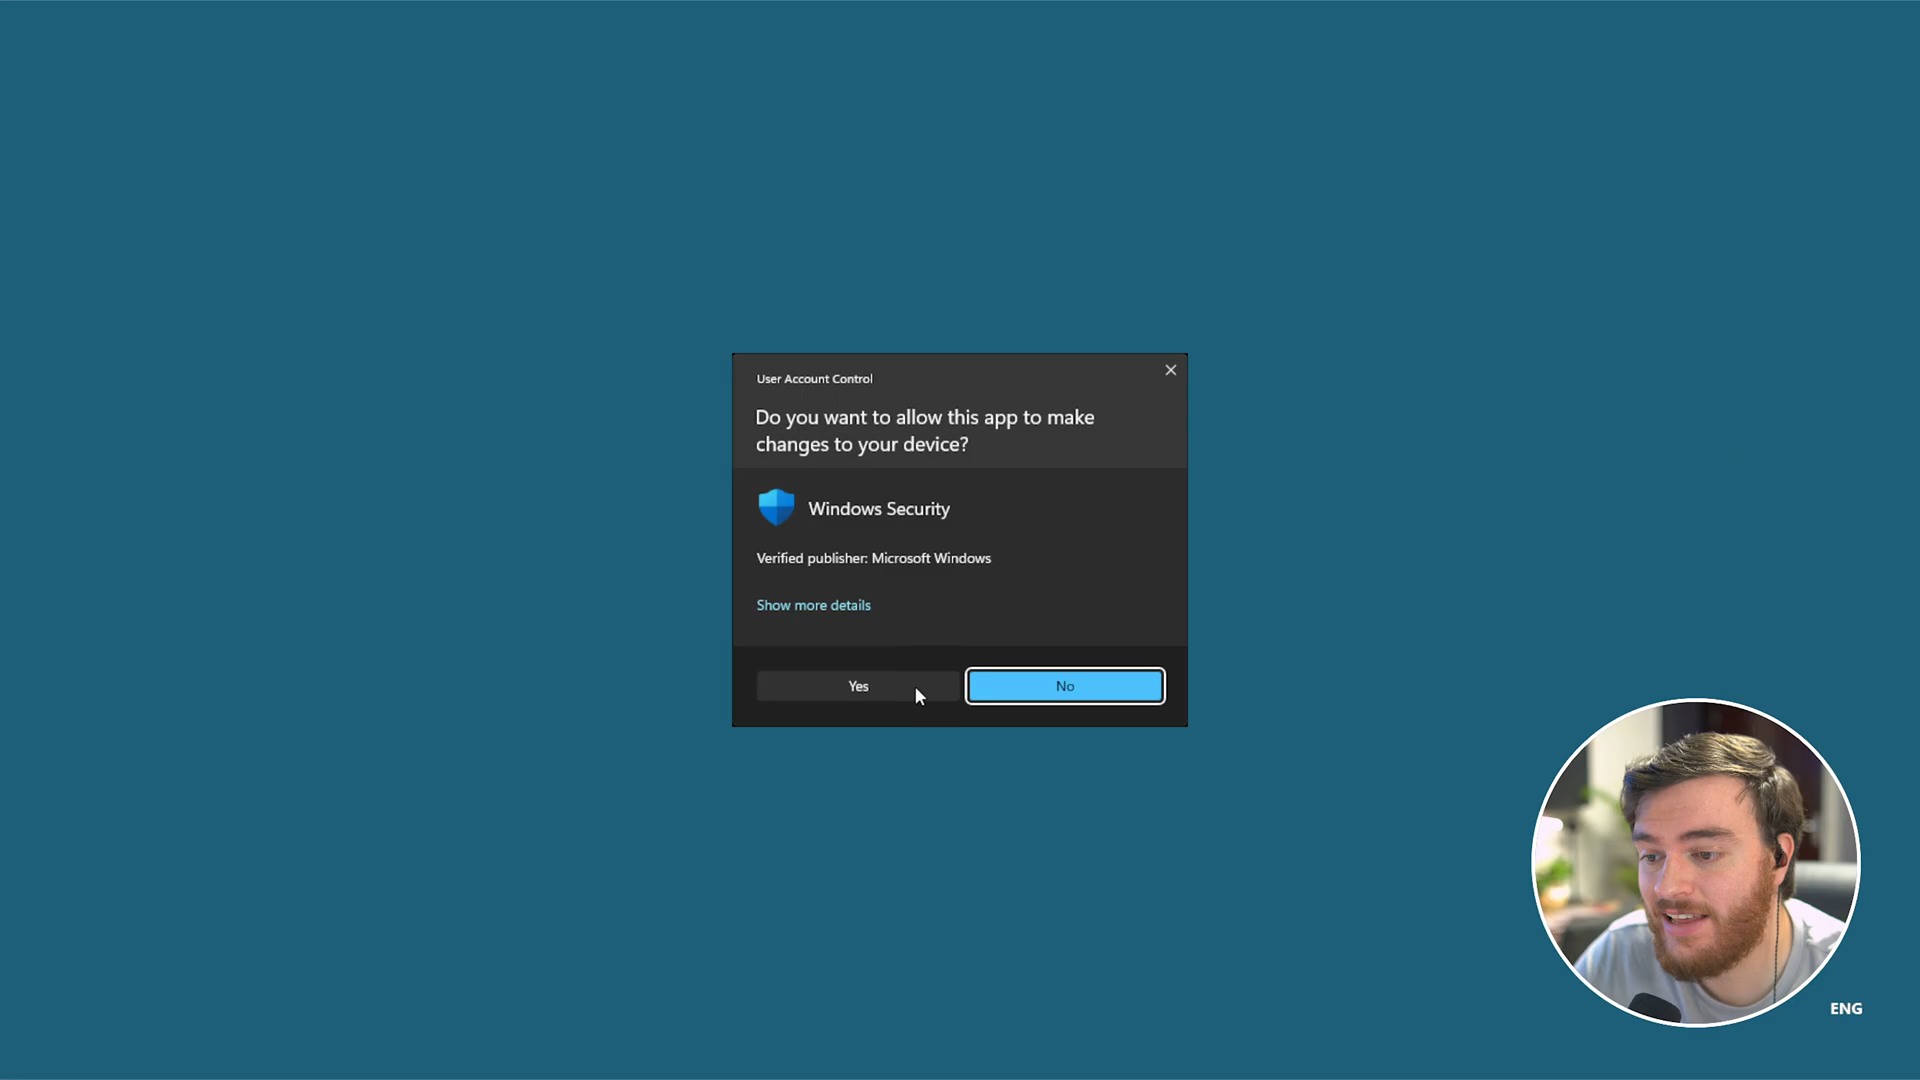 User Account Control
Do you want to allow this app to make
changes to your device?
Windows Security
Verified publisher: Microsoft Windows
Show more details
Yes
No
ENG